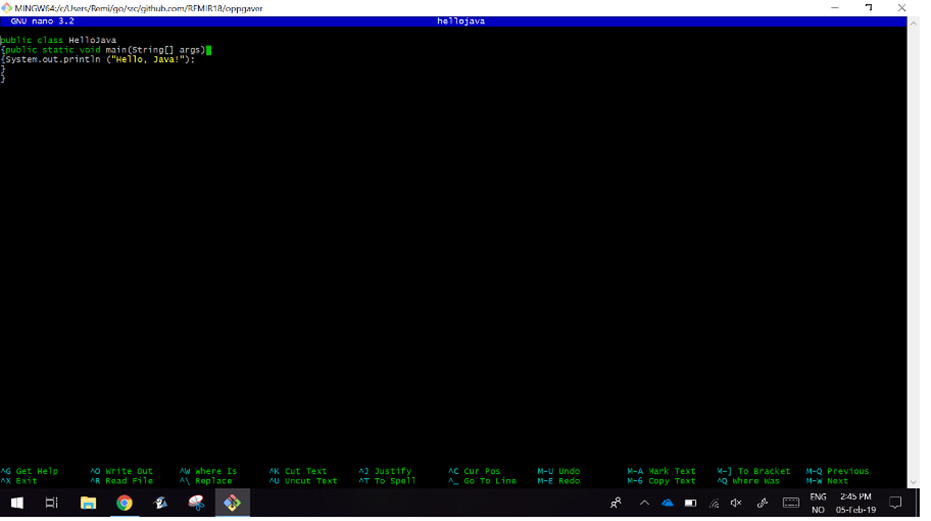 MINGW64:/c/Users/Remi/go/src/github.com/REMIR18/oppgaver
GNU nano 3.2 hellojava
public class HelloJava
{public static void main(String[] args)
{System.out.println ("Hello, Java!"):
}
}
^G Get Help ^O Write Out ^W Where Is ^K Cut Text ^J Justify ^C Cur Pos M-U Undo M-A Mark Text M-] To Bracket M-Q Previous
^X Exit ^R Read File ^\ Replace ^U Uncut Text ^T To Spell ^_ Go To Line M-E Redo M-6 Copy Text ^Q Where Was M-W Next
ENG 2:45 PM
NO 05-Feb-19